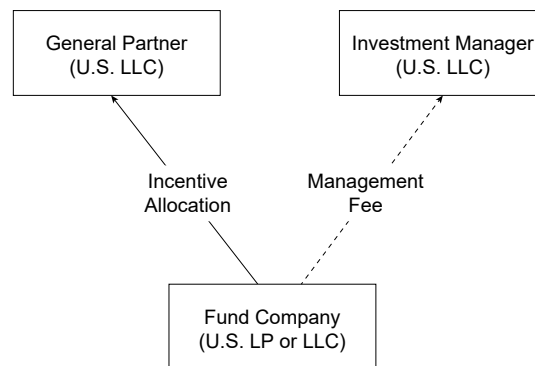 General Partner
(U.S. LLC)
Investment Manager
(U.S. LLC)
Incentive
Allocation
Management
Fee
Fund Company
(U.S. LP or LLC)